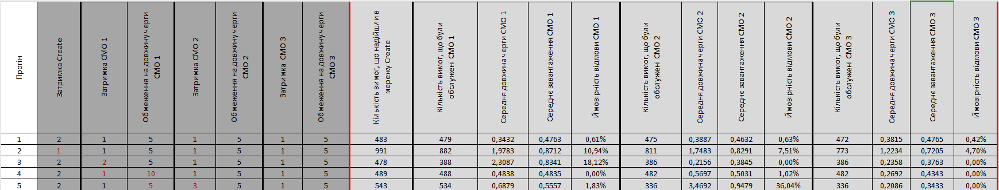 Прогін
Затримка Create
Затримка СМО 1
Обмеження на довжину черги
СМО 1
Затримка СМО 2
Обмеження на довжину черги
СМО 2
Затримка СМО 3
Обмеження на довжину черги
СМО 3
Кількість вимог, що надійшли в
мережу Create
Кількість вимог, що були
обслужені СМО 1
Середня довжина черги СМО 1
Середнє завантаження СМО 1
Ймовірність відмови СМО 1
Кількість вимог, що були
обслужені СМО 2
Середня довжина черги СМО 2
Середнє завантаження СМО 2
Ймовірність відмови СМО 2
Кількість вимог, що були
обслужені СМО 3
Середня довжина черги СМО 3
Середнє завантаження СМО 3
Ймовірність відмови СМО 3
1 2 1 5 1 5 1 5 483 479 0,3432 0,4763 0,61% 475 0,3887 0,4632 0,63% 472 0,3815 0,4765 0,42%
2 1 1 5 1 5 1 5 991 882 1,9783 0,8712 10,94% 811 1,7483 0,8291 7,51% 773 1,2234 0,7205 4,70%
3 2 2 5 1 5 1 5 478 388 2,3087 0,8341 18,12% 386 0,2156 0,3845 0,00% 386 0,2358 0,3763 0,00%
4 2 1 10 1 5 1 5 489 488 0,4838 0,4835 0,00% 482 0,5697 0,5031 1,02% 482 0,2692 0,4343 0,00%
5 2 1 5 3 5 1 5 543 534 0,6879 0,5557 1,83% 336 3,4692 0,9479 36,04% 336 0,2086 0,3433 0,00%